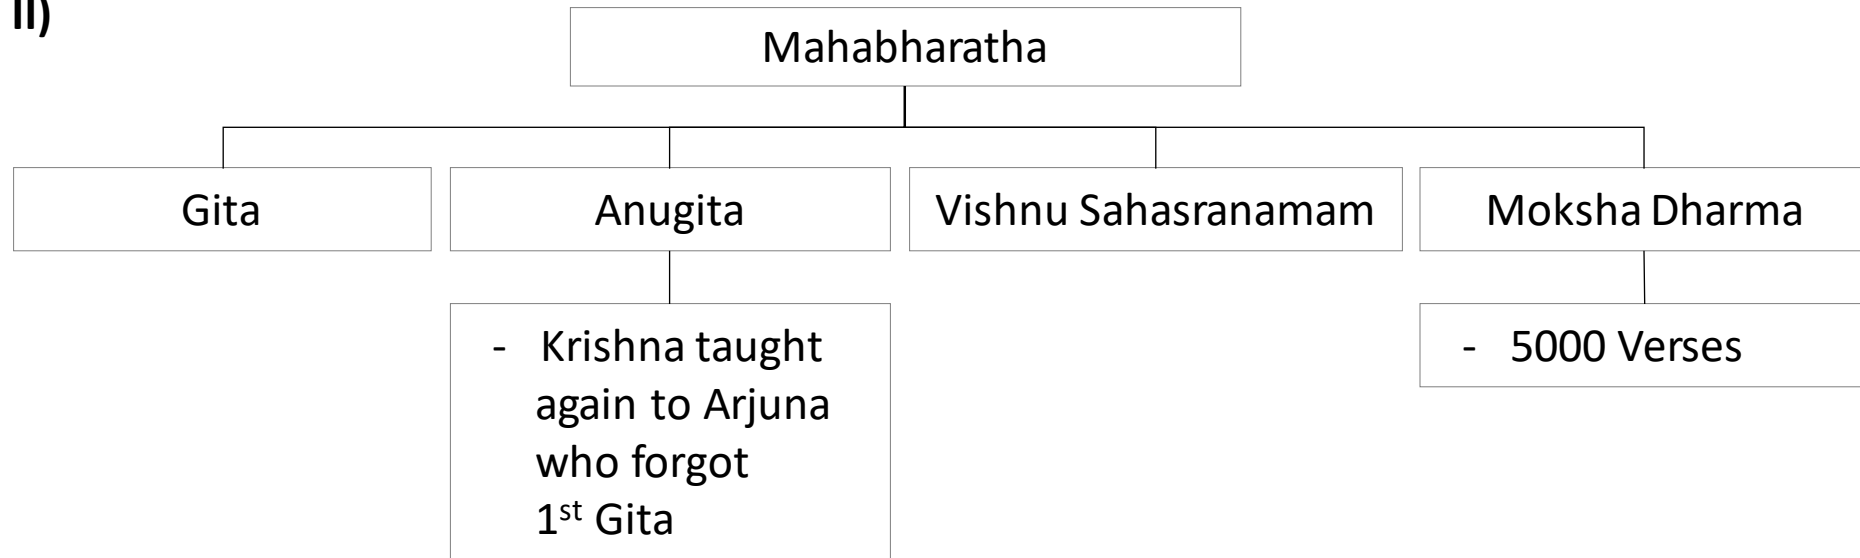 II)
Mahabharatha
Gita
Anugita
Vishnu Sahasranamam
Moksha Dharma
- Krishna taught
again to Arjuna
who forgot
1st Gita
- 5000 Verses